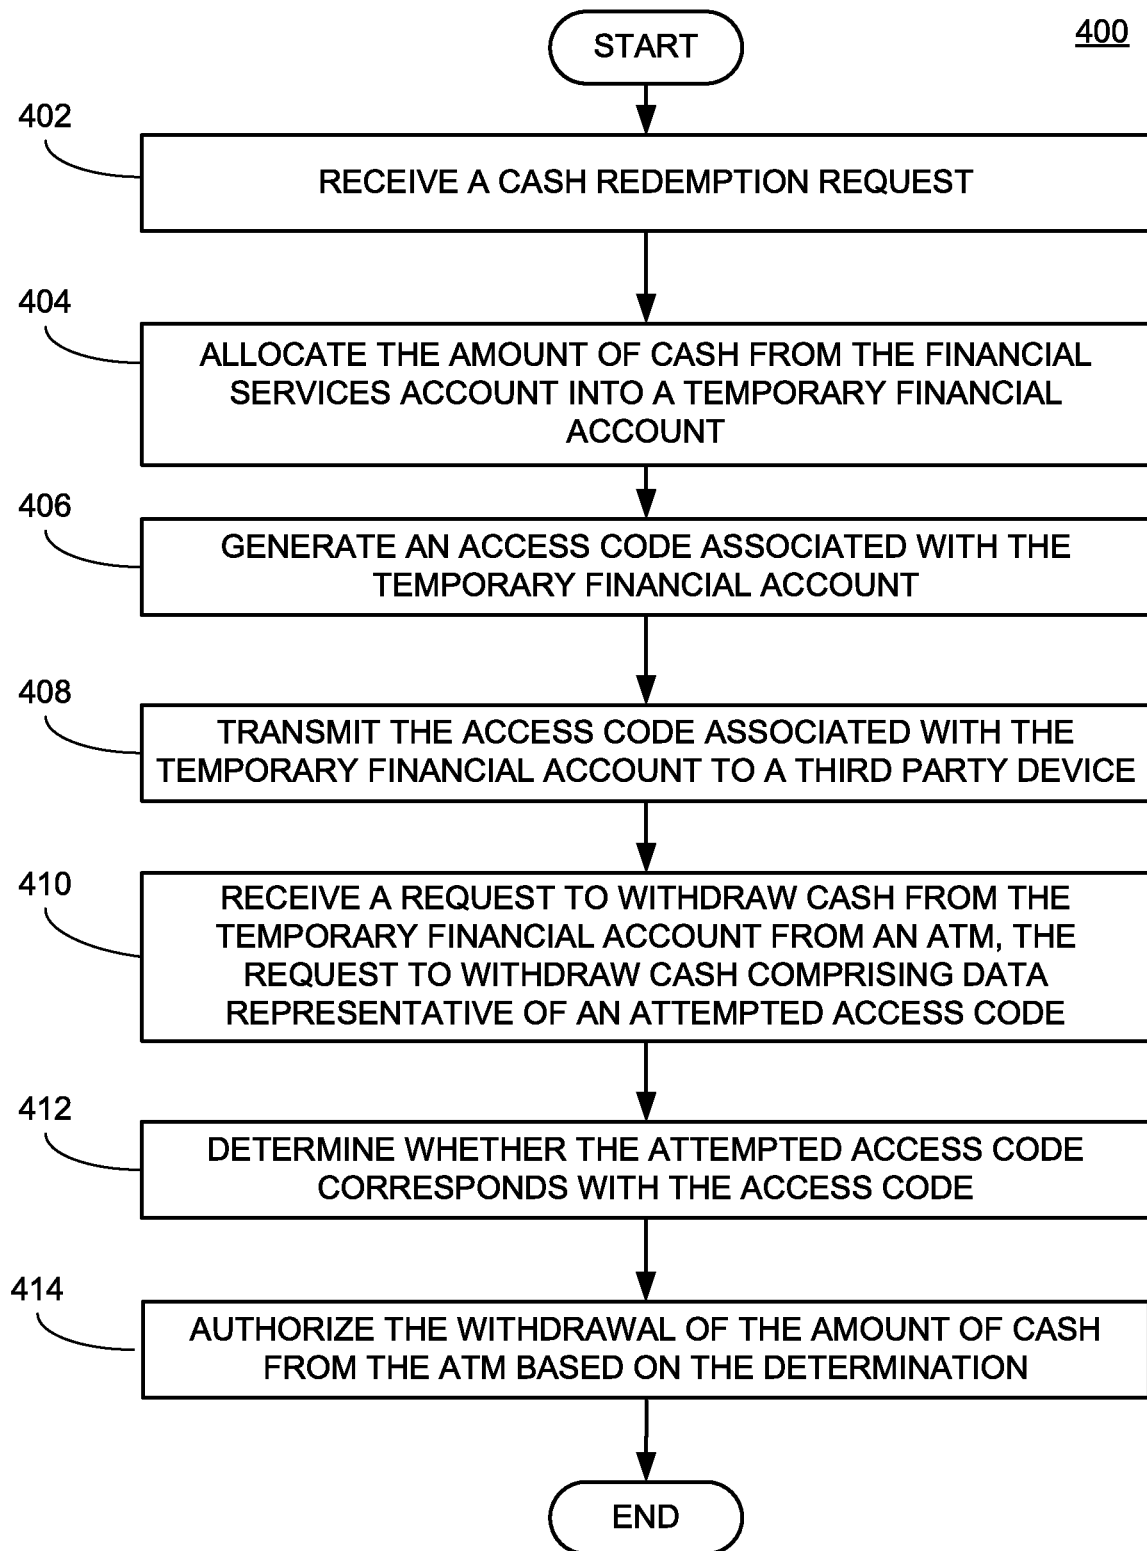 START
400
402
RECEIVE A CASH REDEMPTION REQUEST
404
ALLOCATE THE AMOUNT OF CASH FROM THE FINANCIAL
SERVICES ACCOUNT INTO A TEMPORARY FINANCIAL
ACCOUNT
406
GENERATE AN ACCESS CODE ASSOCIATED WITH THE
TEMPORARY FINANCIAL ACCOUNT
408
TRANSMIT THE ACCESS CODE ASSOCIATED WITH THE
TEMPORARY FINANCIAL ACCOUNT TO A THIRD PARTY DEVICE
410
RECEIVE A REQUEST TO WITHDRAW CASH FROM THE
TEMPORARY FINANCIAL ACCOUNT FROM AN ATM, THE
REQUEST TO WITHDRAW CASH COMPRISING DATA
REPRESENTATIVE OF AN ATTEMPTED ACCESS CODE
412
DETERMINE WHETHER THE ATTEMPTED ACCESS CODE
CORRESPONDS WITH THE ACCESS CODE
414
AUTHORIZE THE WITHDRAWAL OF THE AMOUNT OF CASH
FROM THE ATM BASED ON THE DETERMINATION
END